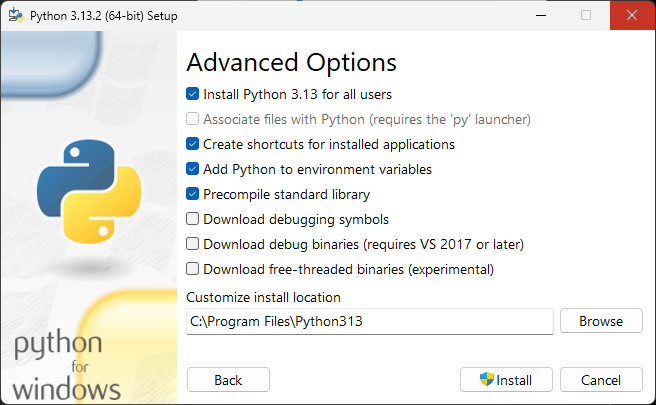 Python 3.13.2 (64-bit) Setup
Advanced Options
Install Python 3.13 for all users
Associate files with Python (requires the 'py' launcher)
Create shortcuts for installed applications
Add Python to environment variables
Precompile standard library
Download debugging symbols
Download debug binaries (requires VS 2017 or later)
Download free-threaded binaries (experimental)
Customize install location
C:\Program Files\Python313
Browse
python
for
windows
Back
Install
Cancel